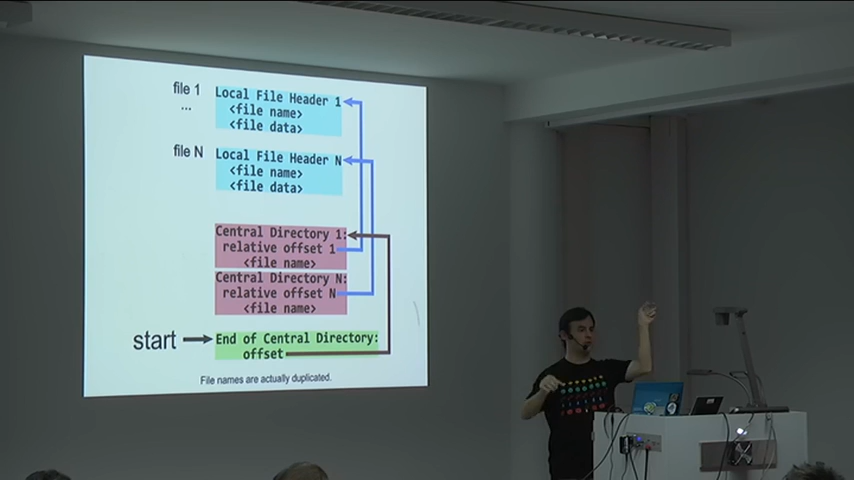 file 1
...
Local File Header 1
<file name>
<file data>
file N
Local File Header N
<file name>
<file data>
Central Directory 1:
relative offset 1
<file name>
Central Directory N:
relative offset N
<file name>
start
End of Central Directory:
offset
File names are actually duplicated.